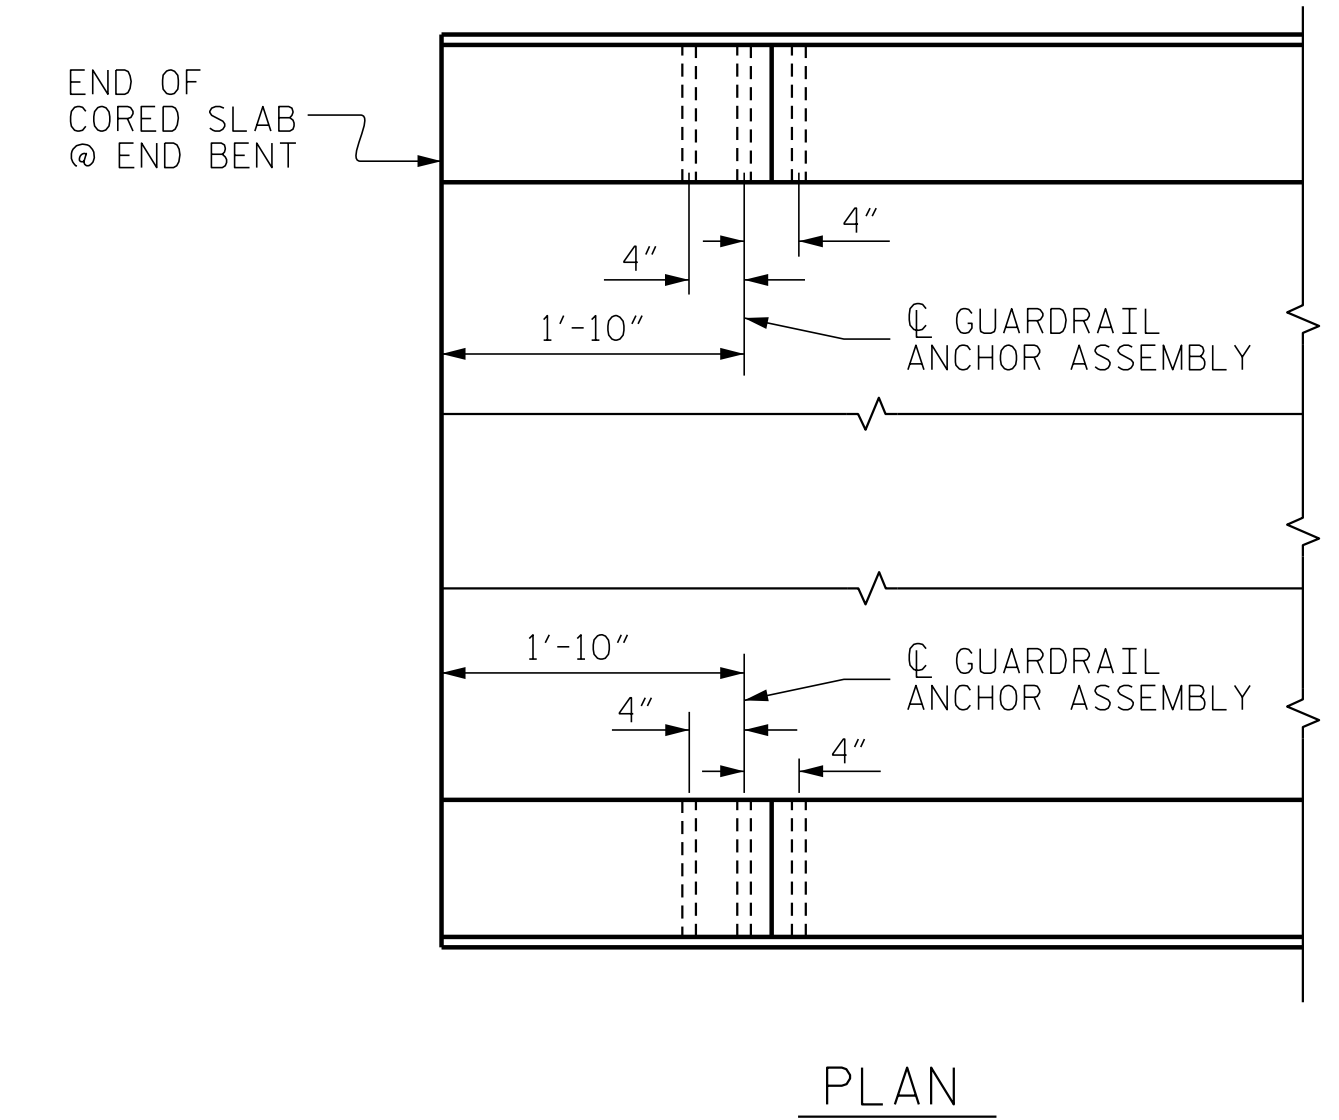 END OF
CORED SLAB
@ END BENT
4"
4"
1'-10"
℄ GUARDRAIL
ANCHOR ASSEMBLY
1'-10"
℄ GUARDRAIL
ANCHOR ASSEMBLY
4"
4"
PLAN